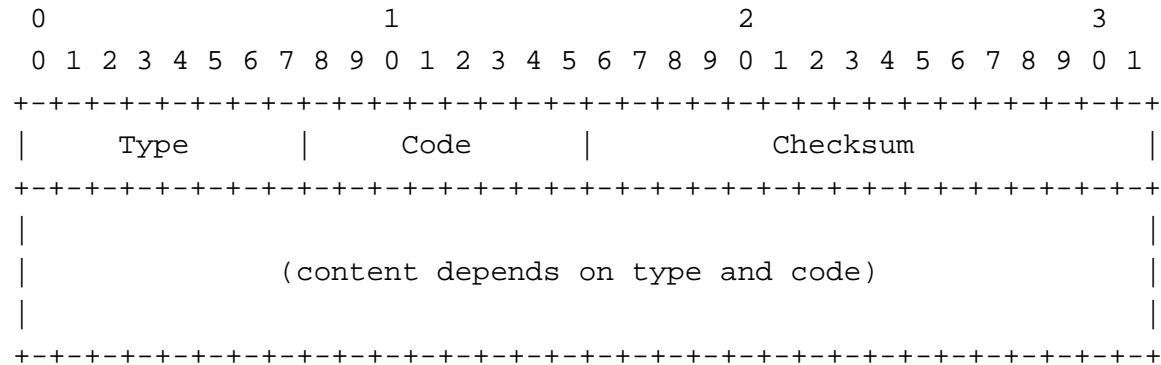 0                   1                   2                   3
0 1 2 3 4 5 6 7 8 9 0 1 2 3 4 5 6 7 8 9 0 1 2 3 4 5 6 7 8 9 0 1
+-+-+-+-+-+-+-+-+-+-+-+-+-+-+-+-+-+-+-+-+-+-+-+-+-+-+-+-+-+-+-+-+
|     Type      |     Code      |          Checksum             |
+-+-+-+-+-+-+-+-+-+-+-+-+-+-+-+-+-+-+-+-+-+-+-+-+-+-+-+-+-+-+-+-+
|                                                               |
|              (content depends on type and code)               |
|                                                               |
+-+-+-+-+-+-+-+-+-+-+-+-+-+-+-+-+-+-+-+-+-+-+-+-+-+-+-+-+-+-+-+-+